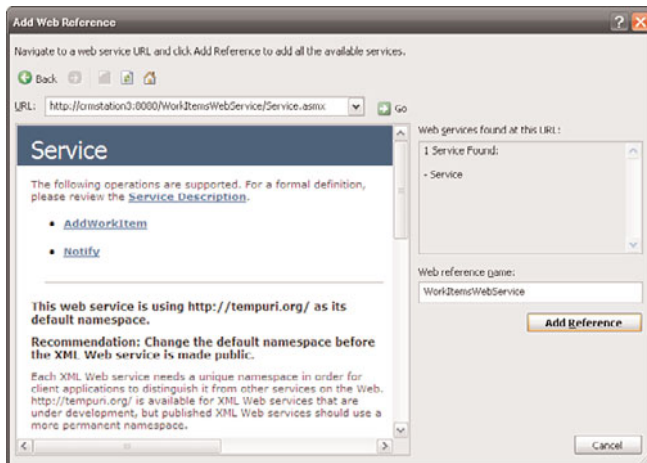 Add Web Reference
Navigate to a web service URL and click Add Reference to add all the available services.
Back
URL: http://crmstation3:8000/WorkItemsWebService/Service.asmx
Go
Service
The following operations are supported. For a formal definition,
please review the Service Description.
• AddWorkItem
• Notify
This web service is using http://tempuri.org/ as its
default namespace.
Recommendation: Change the default namespace before
the XML Web service is made public.
Each XML Web service needs a unique namespace in order for
client applications to distinguish it from other services on the Web.
http://tempuri.org/ is available for XML Web services that are
under development, but published XML Web services should use a
more permanent namespace.
Web services found at this URL:
1 Service Found:
- Service
Web reference name:
WorkItemsWebService
Add Reference
Cancel